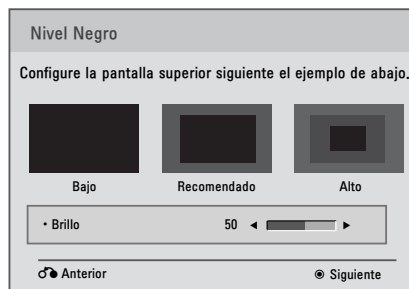 Nivel Negro
Configure la pantalla superior siguiente el ejemplo de abajo.
Bajo Recomendado Alto
• Brillo 50 ◄ ►
Anterior ◉ Siguiente